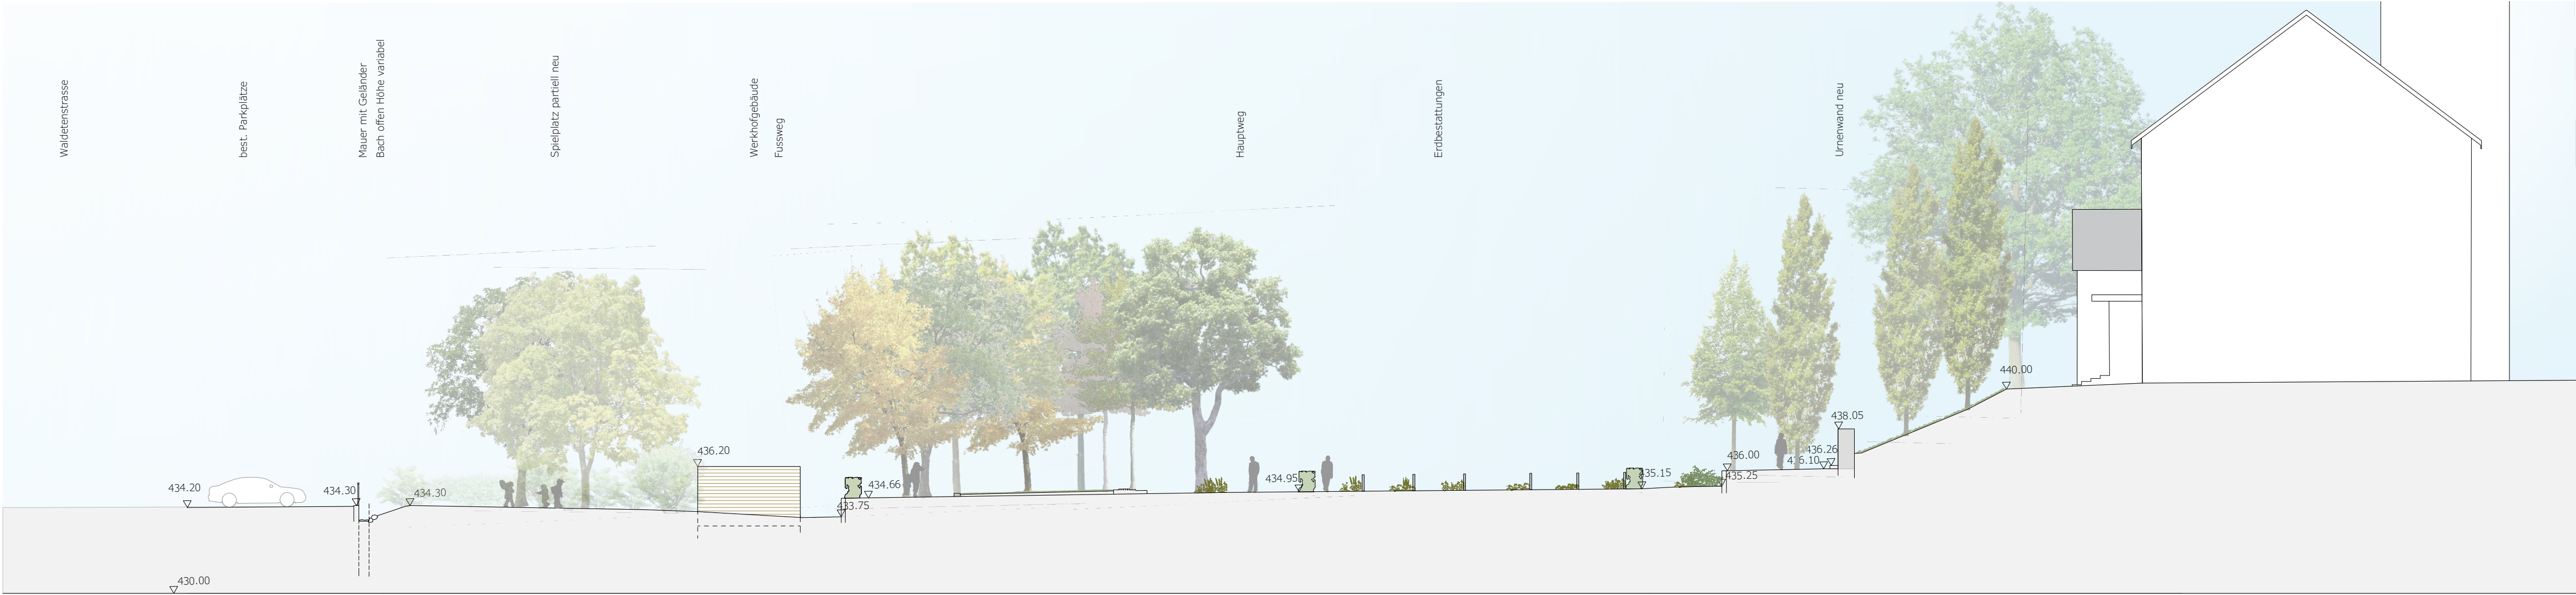 Waldetenstrasse
best. Parkplätze
Mauer mit Geländer
Bach offen Höhe variabel
Spielplatz partiell neu
Werkhofgebäude
Fussweg
Hauptweg
Erdbestattungen
Urnenwand neu
434.20
430.00
434.30
434.30
436.20
433.75
434.66
434.95
435.15
436.00
435.25
436.10
436.26
438.05
440.00